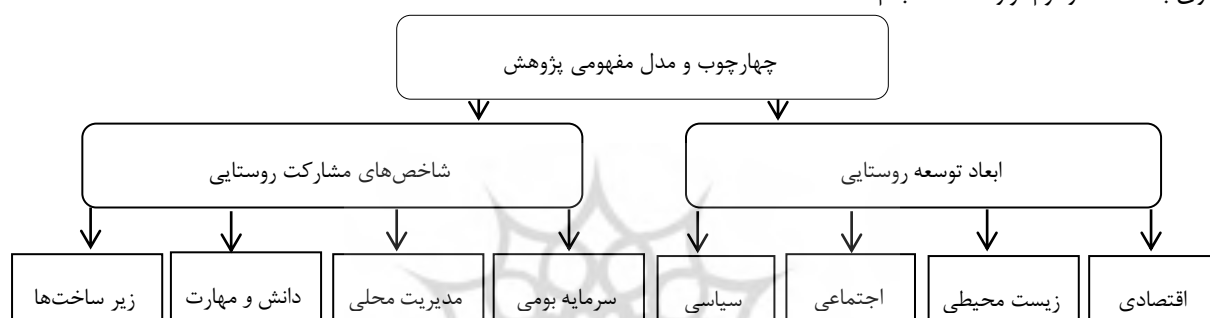 چهارچوب و مدل مفهومی پژوهش
ابعاد توسعه روستایی
شاخص‌های مشارکت روستایی
اقتصادی
زیست محیطی
اجتماعی
سیاسی
سرمایه بومی
مدیریت محلی
دانش و مهارت
زیر ساخت‌ها